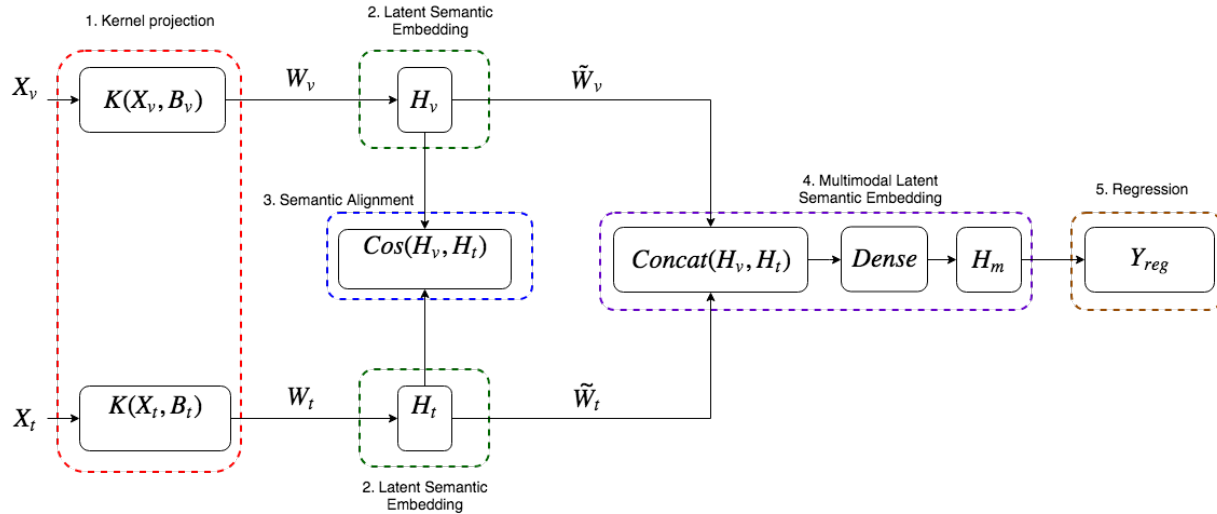 1. Kernel projection
2. Latent Semantic
Embedding
X_v
K(X_v, B_v)
W_v
H_v
W̃_v
3. Semantic Alignment
4. Multimodal Latent
Semantic Embedding
5. Regression
Cos(H_v, H_t)
Concat(H_v, H_t)
Dense
H_m
Y_reg
X_t
K(X_t, B_t)
W_t
H_t
W̃_t
2. Latent Semantic
Embedding